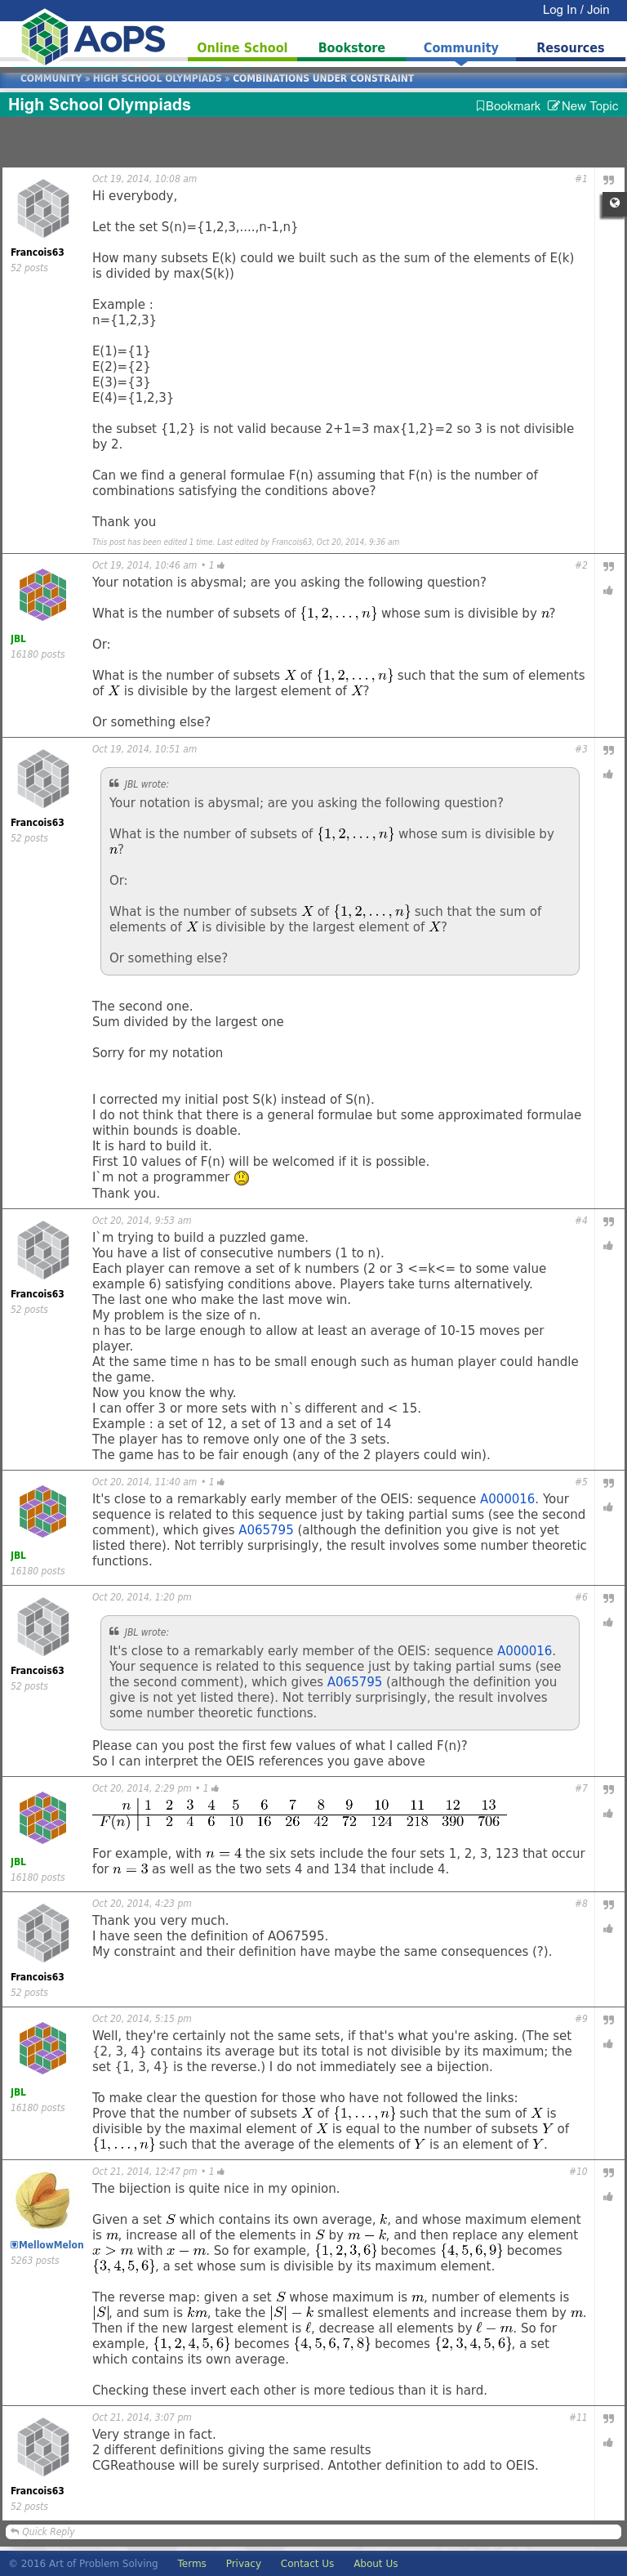 Log In / Join
AoPS
Online School Bookstore Community Resources
COMMUNITY » HIGH SCHOOL OLYMPIADS » COMBINATIONS UNDER CONSTRAINT
High School Olympiads Bookmark New Topic
Oct 19, 2014, 10:08 am #1
Francois63
52 posts
Hi everybody,
Let the set S(n)={1,2,3,....,n-1,n}
How many subsets E(k) could we built such as the sum of the elements of E(k)
is divided by max(S(k))
Example :
n={1,2,3}
E(1)={1}
E(2)={2}
E(3)={3}
E(4)={1,2,3}
the subset {1,2} is not valid because 2+1=3 max{1,2}=2 so 3 is not divisible
by 2.
Can we find a general formulae F(n) assuming that F(n) is the number of
combinations satisfying the conditions above?
Thank you
This post has been edited 1 time. Last edited by Francois63, Oct 20, 2014, 9:36 am
Oct 19, 2014, 10:46 am • 1 #2
JBL
16180 posts
Your notation is abysmal; are you asking the following question?
What is the number of subsets of {1, 2, . . . , n} whose sum is divisible by n?
Or:
What is the number of subsets X of {1, 2, . . . , n} such that the sum of elements
of X is divisible by the largest element of X?
Or something else?
Oct 19, 2014, 10:51 am #3
Francois63
52 posts
JBL wrote:
Your notation is abysmal; are you asking the following question?
What is the number of subsets of {1, 2, . . . , n} whose sum is divisible by
n?
Or:
What is the number of subsets X of {1, 2, . . . , n} such that the sum of
elements of X is divisible by the largest element of X?
Or something else?
The second one.
Sum divided by the largest one
Sorry for my notation
I corrected my initial post S(k) instead of S(n).
I do not think that there is a general formulae but some approximated formulae
within bounds is doable.
It is hard to build it.
First 10 values of F(n) will be welcomed if it is possible.
I`m not a programmer
Thank you.
Oct 20, 2014, 9:53 am #4
Francois63
52 posts
I`m trying to build a puzzled game.
You have a list of consecutive numbers (1 to n).
Each player can remove a set of k numbers (2 or 3 <=k<= to some value
example 6) satisfying conditions above. Players take turns alternatively.
The last one who make the last move win.
My problem is the size of n.
n has to be large enough to allow at least an average of 10-15 moves per
player.
At the same time n has to be small enough such as human player could handle
the game.
Now you know the why.
I can offer 3 or more sets with n`s different and < 15.
Example : a set of 12, a set of 13 and a set of 14
The player has to remove only one of the 3 sets.
The game has to be fair enough (any of the 2 players could win).
Oct 20, 2014, 11:40 am • 1 #5
JBL
16180 posts
It's close to a remarkably early member of the OEIS: sequence A000016. Your
sequence is related to this sequence just by taking partial sums (see the second
comment), which gives A065795 (although the definition you give is not yet
listed there). Not terribly surprisingly, the result involves some number theoretic
functions.
Oct 20, 2014, 1:20 pm #6
Francois63
52 posts
JBL wrote:
It's close to a remarkably early member of the OEIS: sequence A000016.
Your sequence is related to this sequence just by taking partial sums (see
the second comment), which gives A065795 (although the definition you
give is not yet listed there). Not terribly surprisingly, the result involves
some number theoretic functions.
Please can you post the first few values of what I called F(n)?
So I can interpret the OEIS references you gave above
Oct 20, 2014, 2:29 pm • 1 #7
JBL
16180 posts
n 1 2 3 4 5 6 7 8 9 10 11 12 13
F(n) 1 2 4 6 10 16 26 42 72 124 218 390 706
For example, with n = 4 the six sets include the four sets 1, 2, 3, 123 that occur
for n = 3 as well as the two sets 4 and 134 that include 4.
Oct 20, 2014, 4:23 pm #8
Francois63
52 posts
Thank you very much.
I have seen the definition of AO67595.
My constraint and their definition have maybe the same consequences (?).
Oct 20, 2014, 5:15 pm #9
JBL
16180 posts
Well, they're certainly not the same sets, if that's what you're asking. (The set
{2, 3, 4} contains its average but its total is not divisible by its maximum; the
set {1, 3, 4} is the reverse.) I do not immediately see a bijection.
To make clear the question for those who have not followed the links:
Prove that the number of subsets X of {1, . . . , n} such that the sum of X is
divisible by the maximal element of X is equal to the number of subsets Y of
{1, . . . , n} such that the average of the elements of Y is an element of Y.
Oct 21, 2014, 12:47 pm • 1 #10
MellowMelon
5263 posts
The bijection is quite nice in my opinion.
Given a set S which contains its own average, k, and whose maximum element
is m, increase all of the elements in S by m − k, and then replace any element
x > m with x − m. So for example, {1, 2, 3, 6} becomes {4, 5, 6, 9} becomes
{3, 4, 5, 6}, a set whose sum is divisible by its maximum element.
The reverse map: given a set S whose maximum is m, number of elements is
|S|, and sum is km, take the |S| − k smallest elements and increase them by m.
Then if the new largest element is ℓ, decrease all elements by ℓ − m. So for
example, {1, 2, 4, 5, 6} becomes {4, 5, 6, 7, 8} becomes {2, 3, 4, 5, 6}, a set
which contains its own average.
Checking these invert each other is more tedious than it is hard.
Oct 21, 2014, 3:07 pm #11
Francois63
52 posts
Very strange in fact.
2 different definitions giving the same results
CGReathouse will be surely surprised. Antother definition to add to OEIS.
Quick Reply
© 2016 Art of Problem Solving Terms Privacy Contact Us About Us